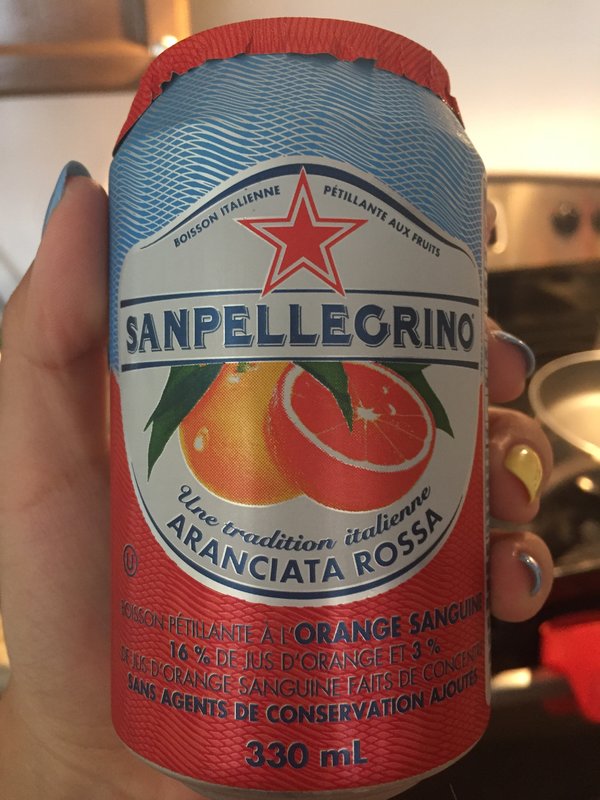 BOISSON ITALIENNE PÉTILLANTE AUX FRUITS
SANPELLEGRINO
Une tradition italienne
ARANCIATA ROSSA
U
BOISSON PÉTILLANTE À L'ORANGE SANGUINE
16 % DE JUS D'ORANGE ET 3 %
DE JUS D'ORANGE SANGUINE FAITS DE CONCENTRÉ
SANS AGENTS DE CONSERVATION AJOUTÉS
330 mL